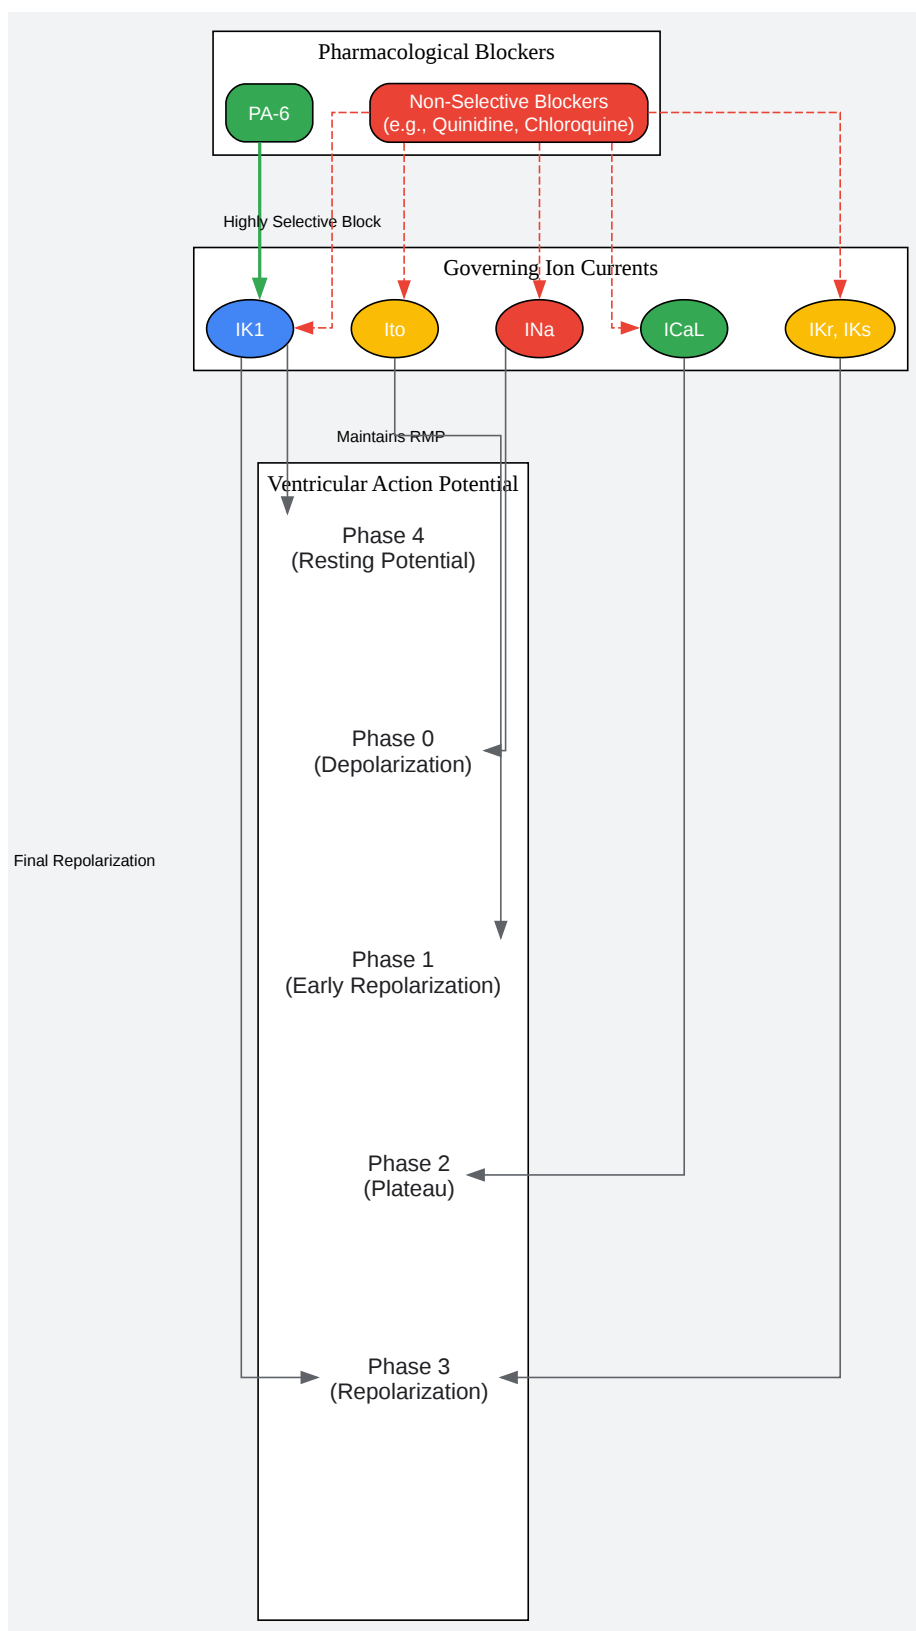 Pharmacological Blockers
PA-6
Non-Selective Blockers
(e.g., Quinidine, Chloroquine)
Highly Selective Block
Governing Ion Currents
IK1
Ito
INa
ICaL
IKr, IKs
Maintains RMP
Ventricular Action Potential
Phase 4
(Resting Potential)
Phase 0
(Depolarization)
Final Repolarization
Phase 1
(Early Repolarization)
Phase 2
(Plateau)
Phase 3
(Repolarization)